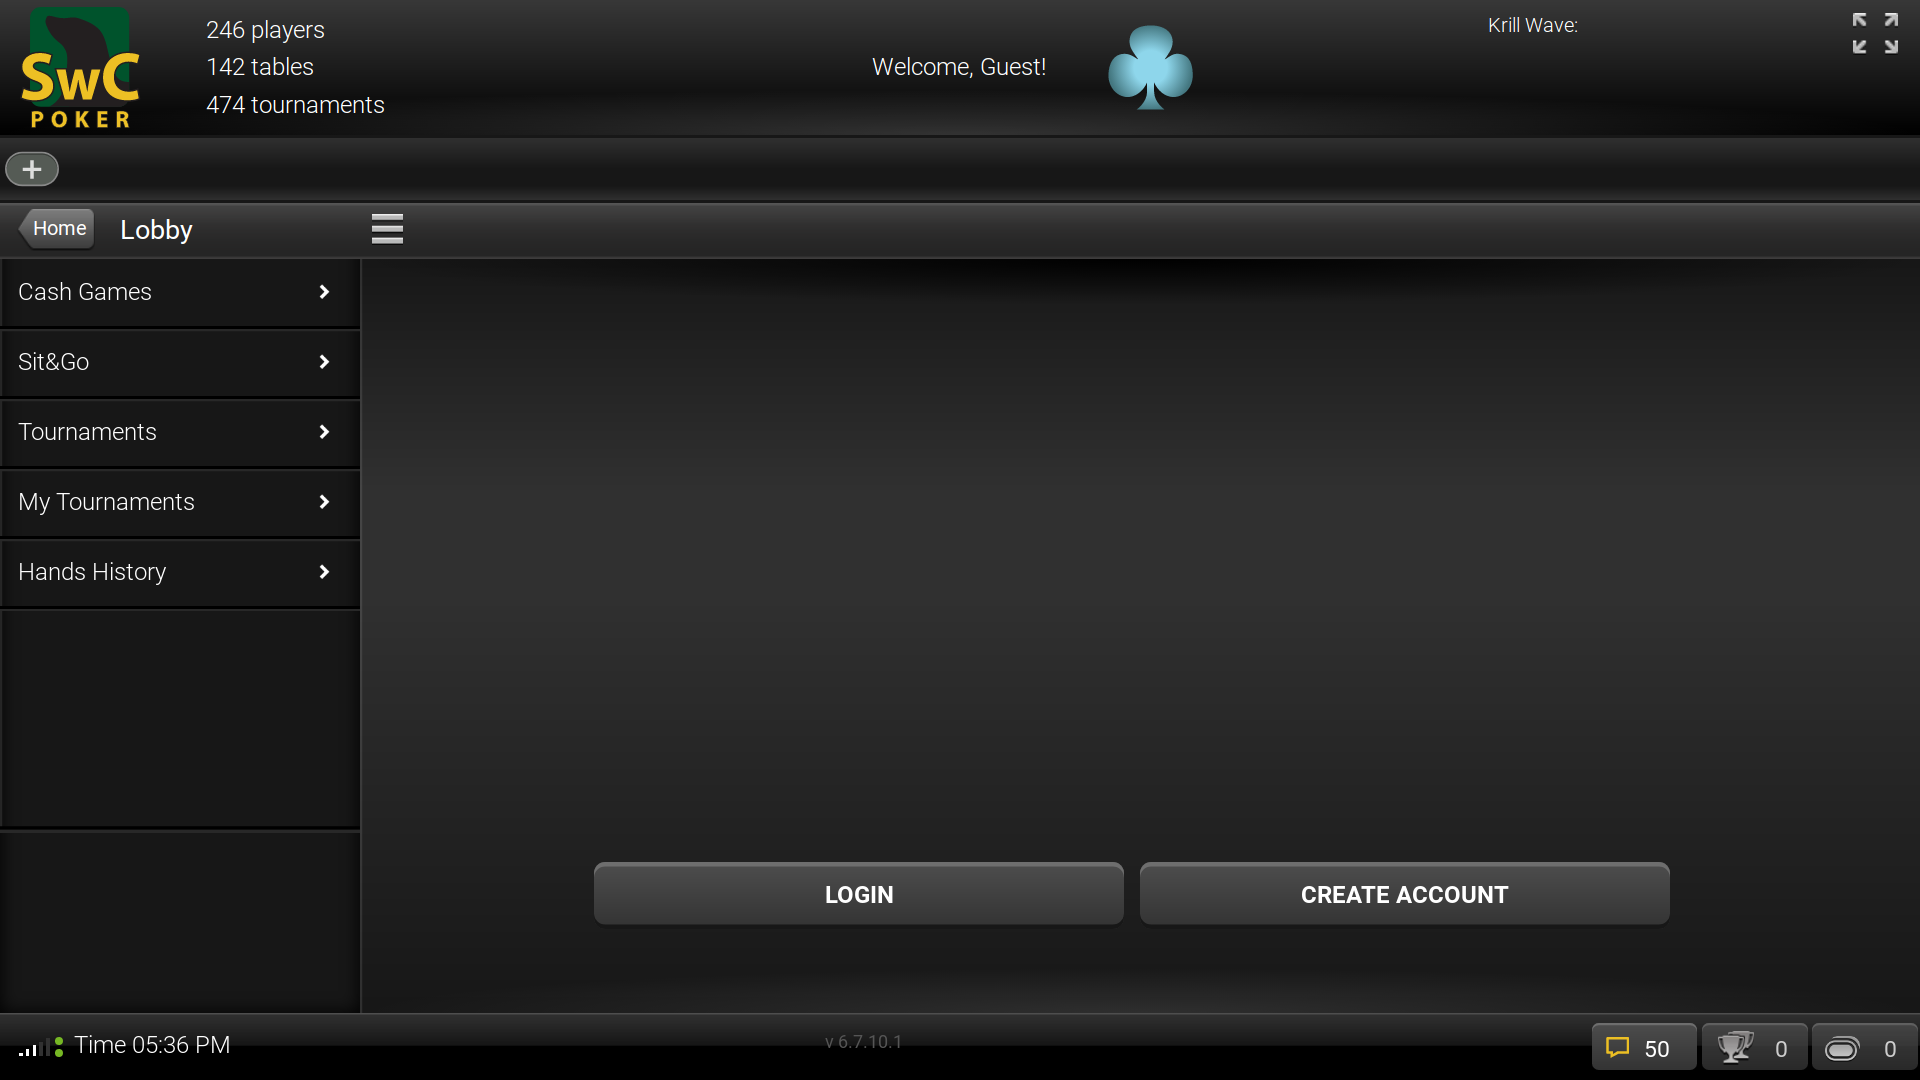 SwC
POKER
246 players
142 tables
474 tournaments
Welcome, Guest!
Krill Wave:
Home
Lobby
Cash Games
Sit&Go
Tournaments
My Tournaments
Hands History
LOGIN
CREATE ACCOUNT
Time 05:36 PM
v 6.7.10.1
50
0
0